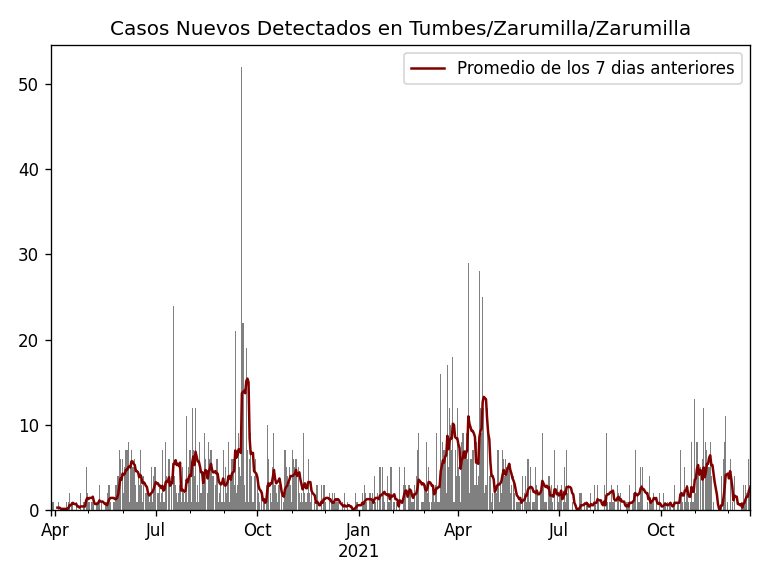 Casos Nuevos Detectados en Tumbes/Zarumilla/Zarumilla
Promedio de los 7 dias anteriores
50
40
30
20
10
0
Apr Jul Oct Jan Apr Jul Oct
2021